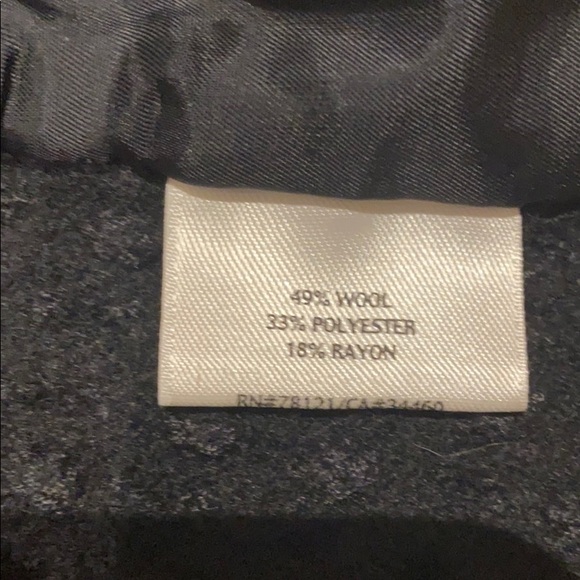 49% WOOL
33% POLYESTER
18% RAYON
RN#78121/CA#34469